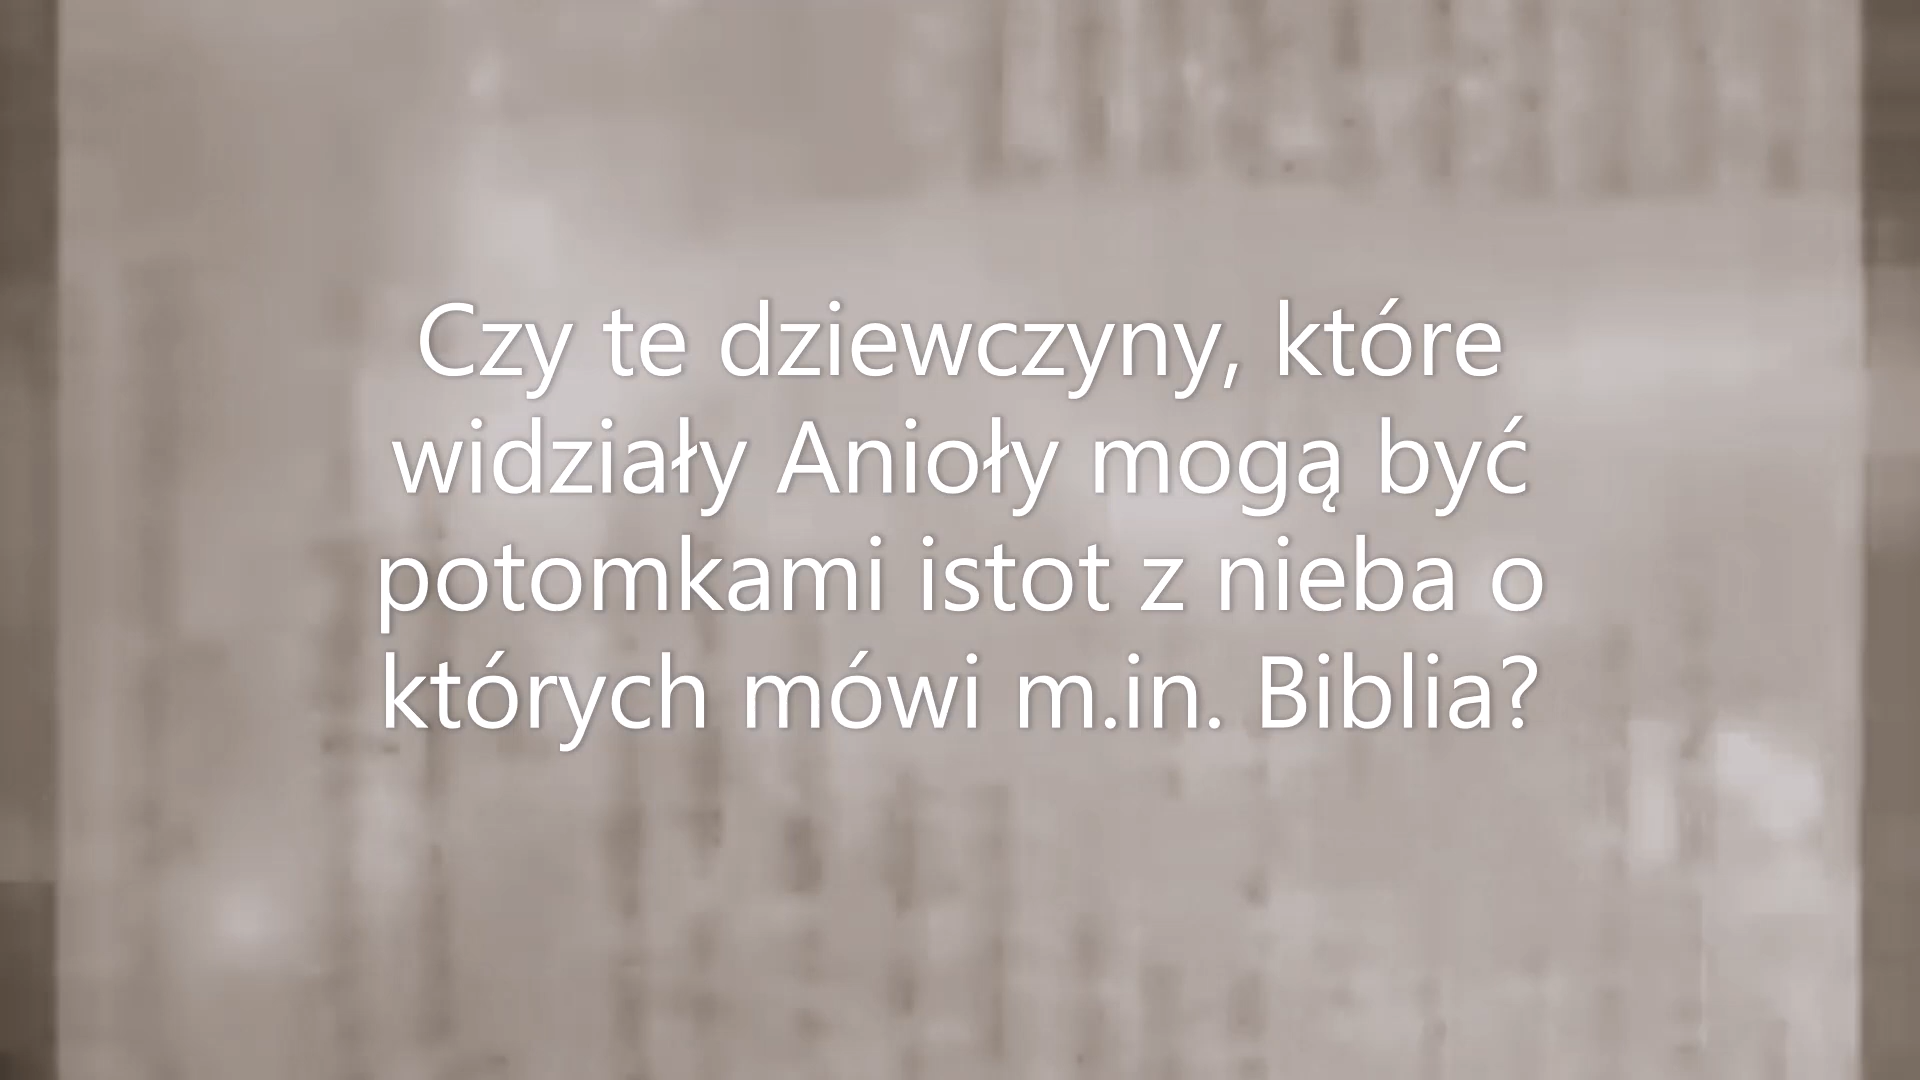 Czy te dziewczyny, które
widziały Anioły mogą być
potomkami istot z nieba o
których mówi m.in. Biblia?